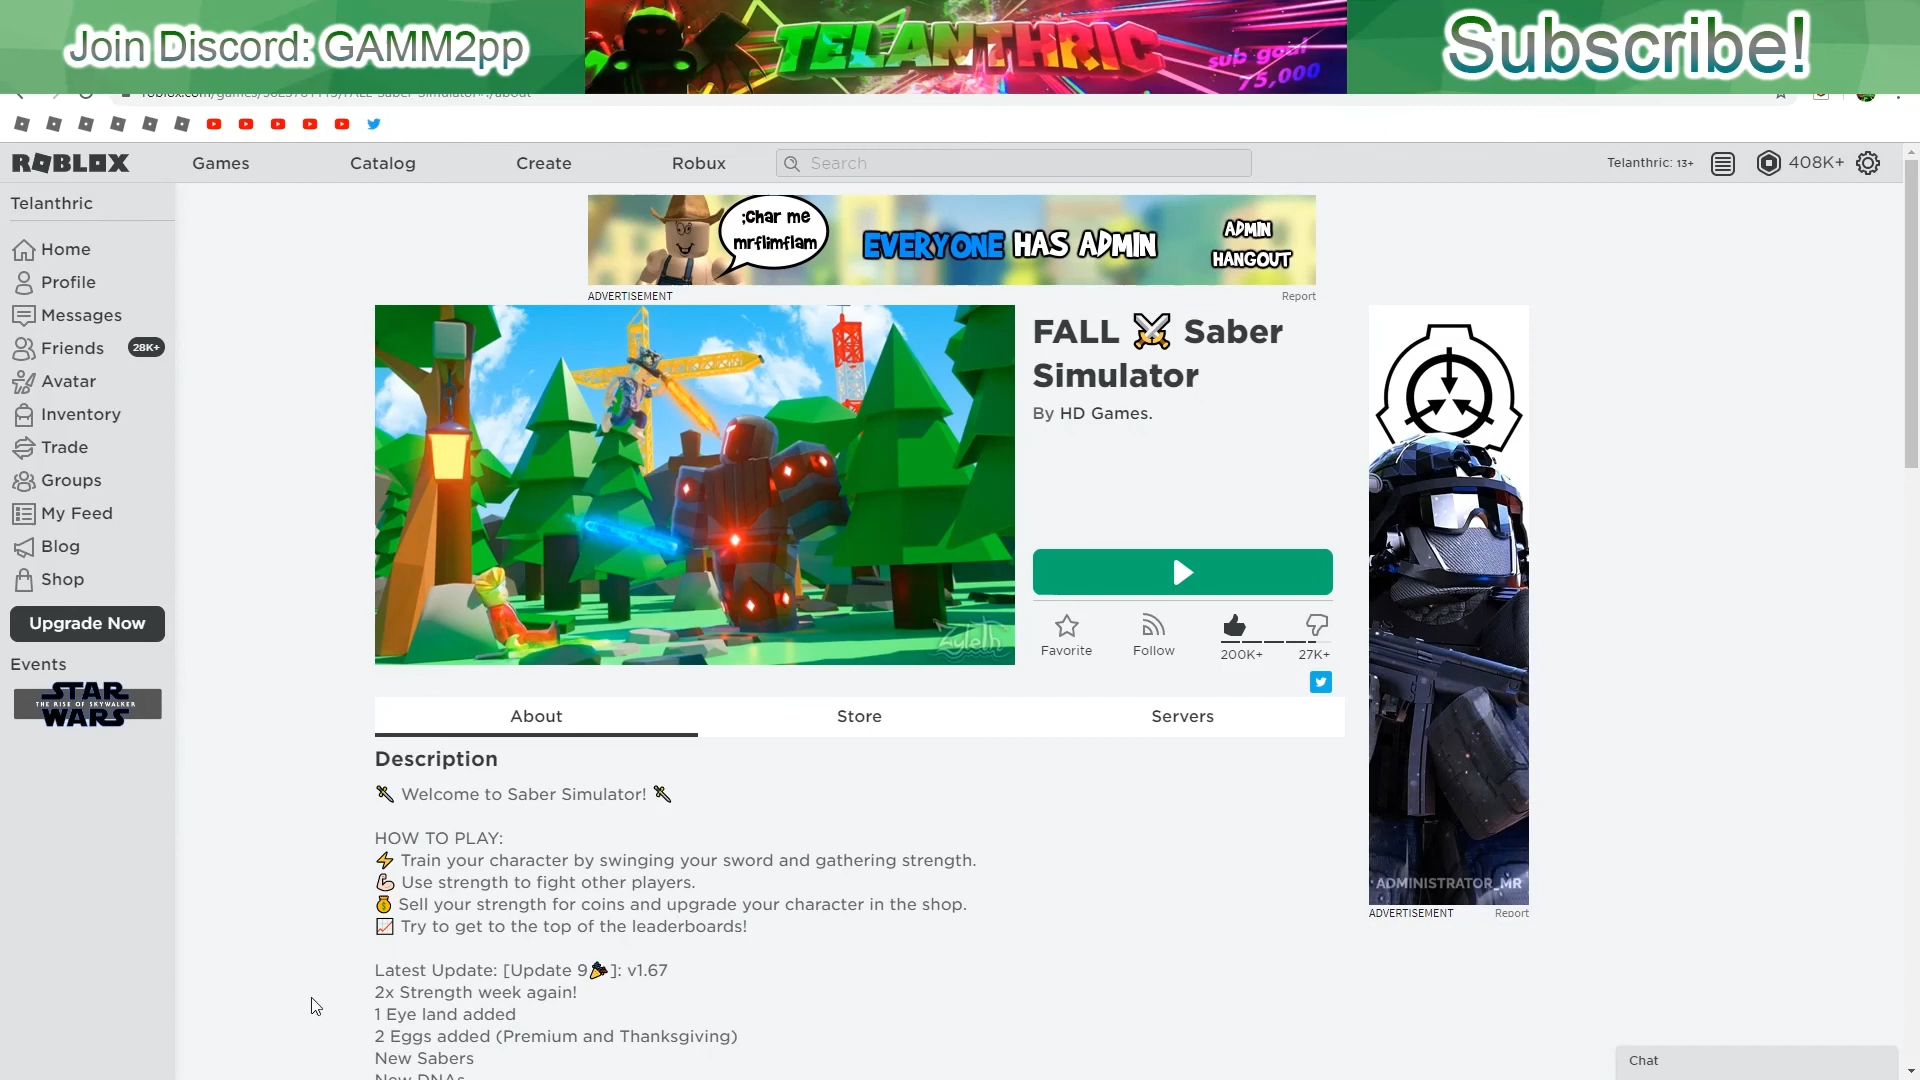 Join Discord: GAMM2pp
TELANTHRIC
sub goal
75,000
Subscribe!
ROBLOX
Games
Catalog
Create
Robux
Search
Telanthric: 13+
408K+
Telanthric
Home
Profile
Messages
Friends
28K+
Avatar
Inventory
Trade
Groups
My Feed
Blog
Shop
Upgrade Now
Events
STAR
THE RISE OF SKYWALKER
WARS
;Char me
mrflimflam
EVERYONE HAS ADMIN
ADMIN
HANGOUT
ADVERTISEMENT
Report
Zyleth
FALL ⚔ Saber
Simulator
By HD Games.
Favorite
Follow
200K+
27K+
About
Store
Servers
Description
🗡 Welcome to Saber Simulator! 🗡
HOW TO PLAY:
⚡ Train your character by swinging your sword and gathering strength.
💪 Use strength to fight other players.
💰 Sell your strength for coins and upgrade your character in the shop.
📈 Try to get to the top of the leaderboards!
Latest Update: [Update 9🎉]: v1.67
2x Strength week again!
1 Eye land added
2 Eggs added (Premium and Thanksgiving)
New Sabers
New DNAs
ADMINISTRATOR_MR
ADVERTISEMENT
Report
Chat